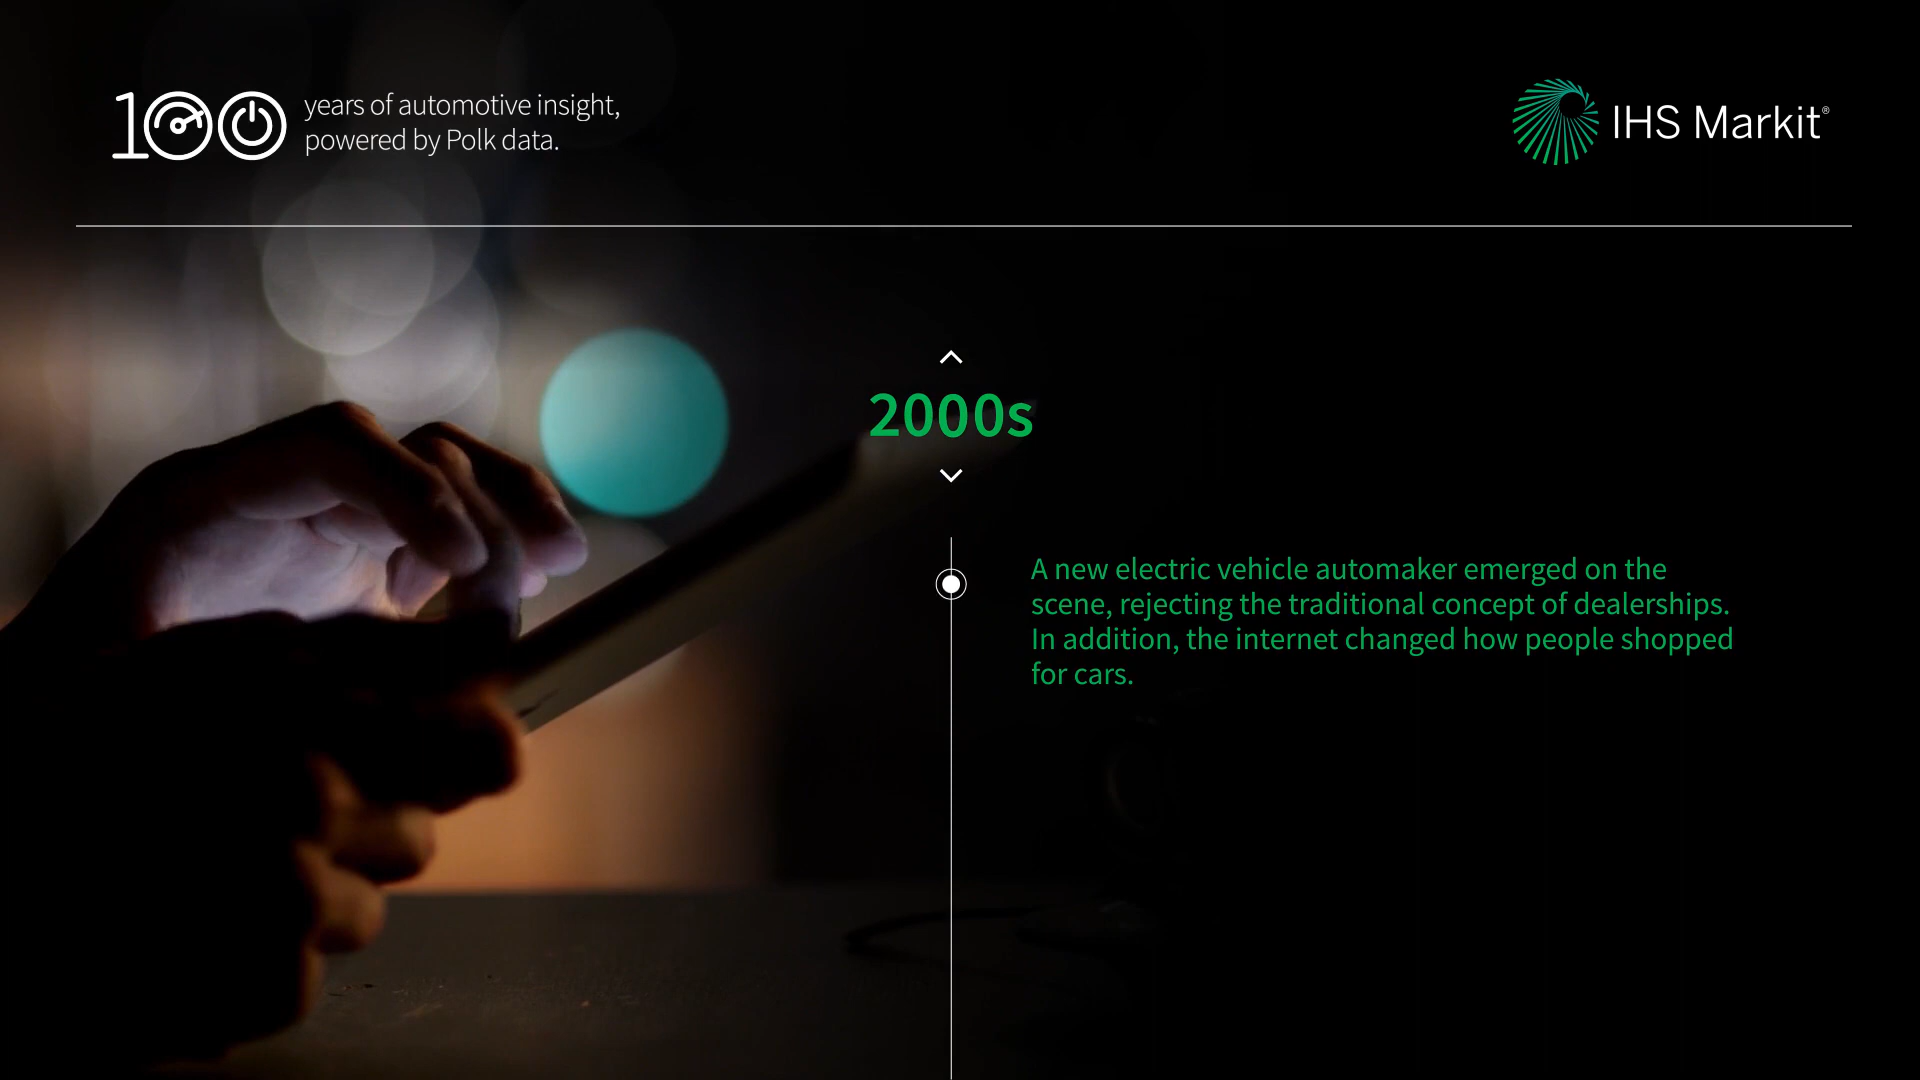 100
years of automotive insight,
powered by Polk data.
IHS Markit®
2000s
A new electric vehicle automaker emerged on the
scene, rejecting the traditional concept of dealerships.
In addition, the internet changed how people shopped
for cars.